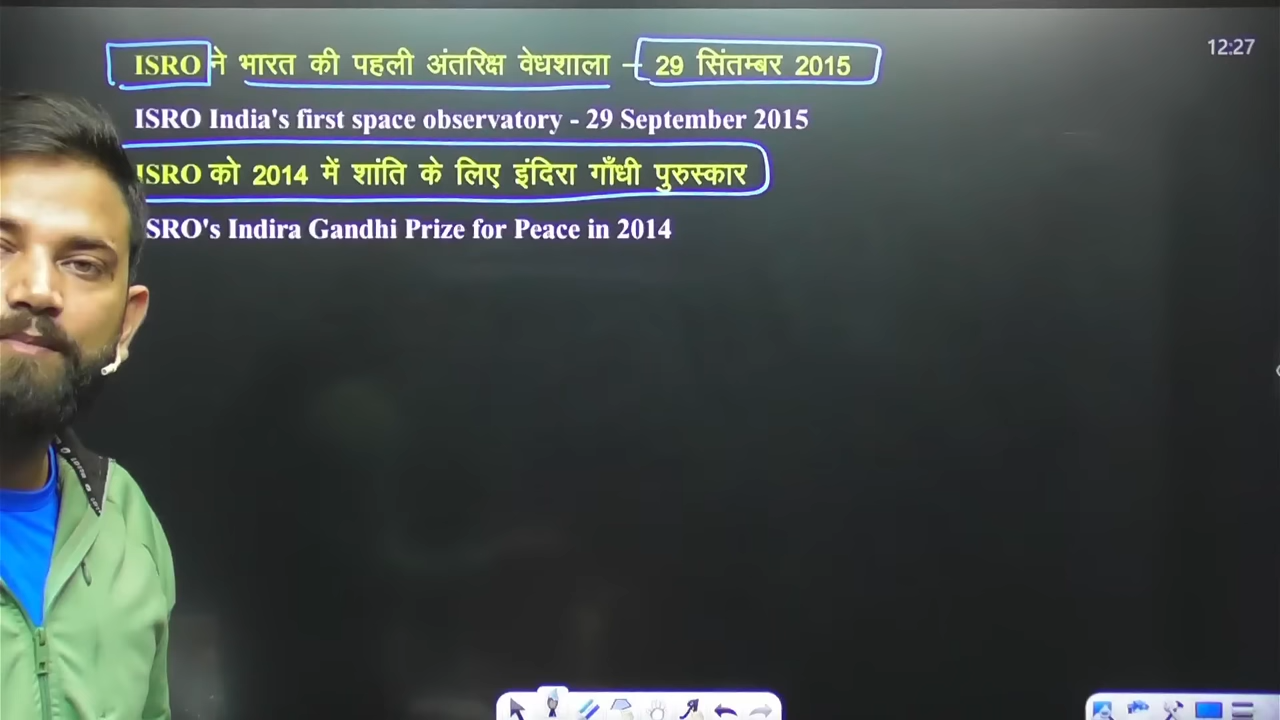 ISRO ने भारत की पहली अंतरिक्ष वेधशाला – 29 सिंतम्बर 2015
12:27
ISRO India's first space observatory - 29 September 2015
ISRO को 2014 में शांति के लिए इंदिरा गाँधी पुरुस्कार
SRO's Indira Gandhi Prize for Peace in 2014